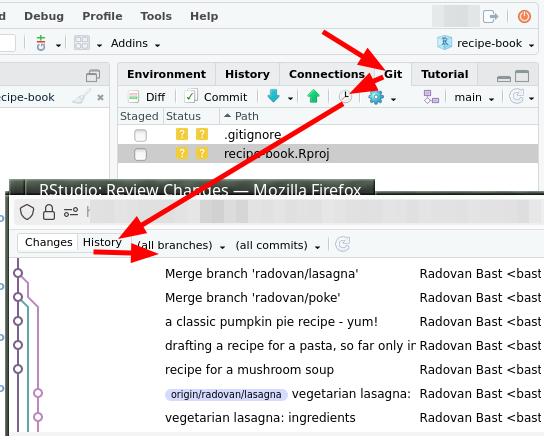 Debug Profile Tools Help
Addins
recipe-book
ecipe-book
Environment History Connections Git Tutorial
Diff Commit main
Staged Status Path
? ? .gitignore
? ? recipe-book.Rproj
RStudio: Review Changes — Mozilla Firefox
Changes History (all branches) (all commits)
Merge branch 'radovan/lasagna' Radovan Bast <bast
Merge branch 'radovan/poke' Radovan Bast <bast
a classic pumpkin pie recipe - yum! Radovan Bast <bast
drafting a recipe for a pasta, so far only in Radovan Bast <bast
recipe for a mushroom soup Radovan Bast <bast
origin/radovan/lasagna vegetarian lasagna: Radovan Bast <bast
vegetarian lasagna: ingredients Radovan Bast <bast